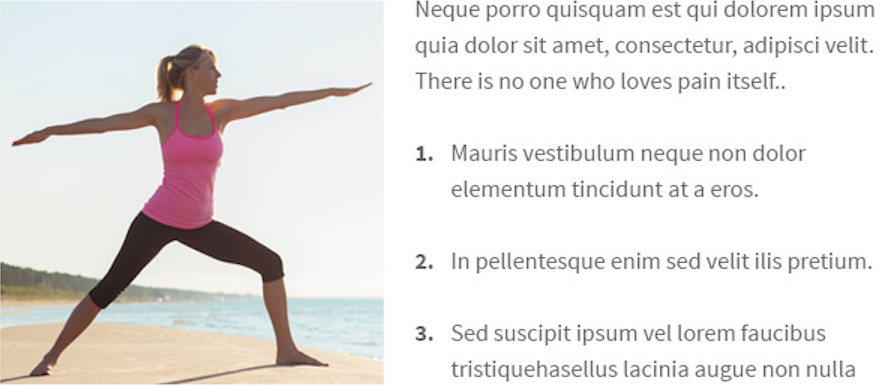 Neque porro quisquam est qui dolorem ipsum
quia dolor sit amet, consectetur, adipisci velit.
There is no one who loves pain itself..
1. Mauris vestibulum neque non dolor
elementum tincidunt at a eros.
2. In pellentesque enim sed velit ilis pretium.
3. Sed suscipit ipsum vel lorem faucibus
tristiquehasellus lacinia augue non nulla